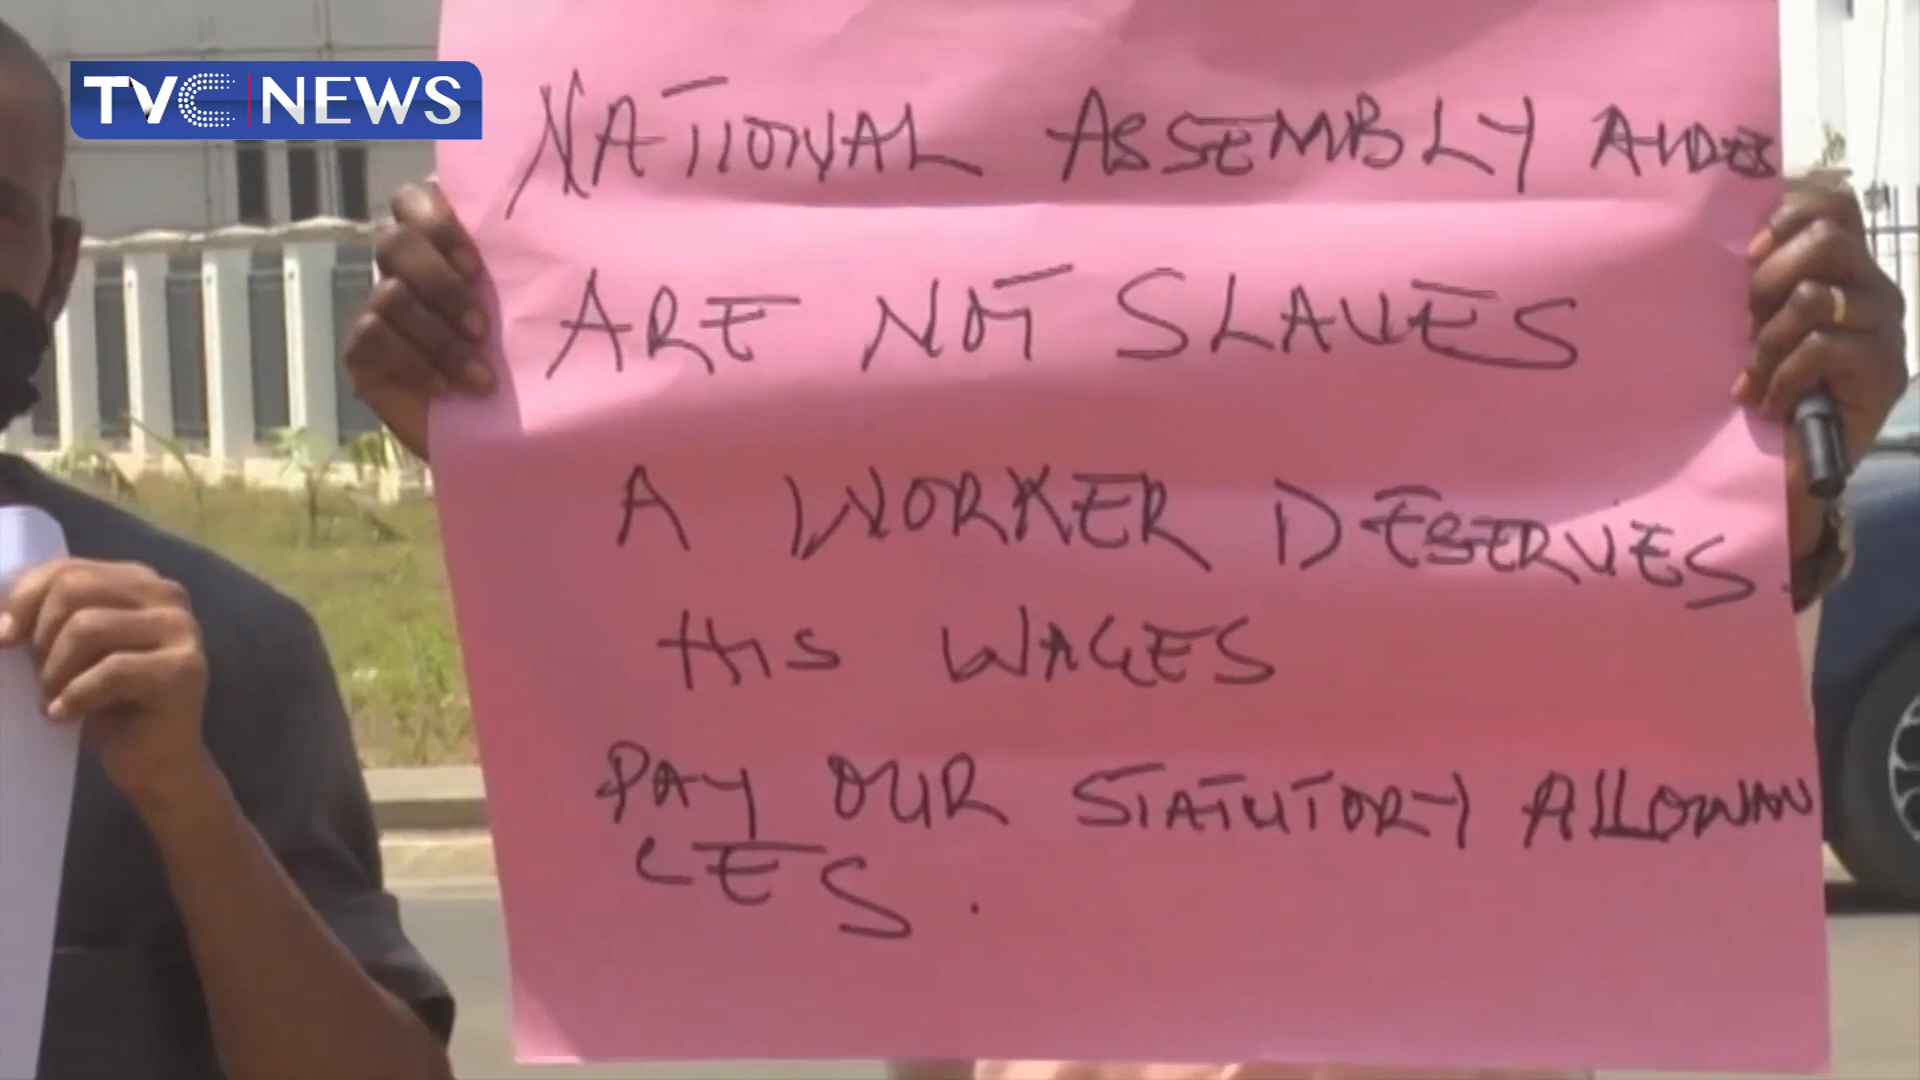 TVC NEWS
NATIONAL ASSEMBLY AIDES
ARE NOT SLAVES
A WORKER DESERVES
HIS WAGES
PAY OUR STATUTORY ALLOWAN
CES.